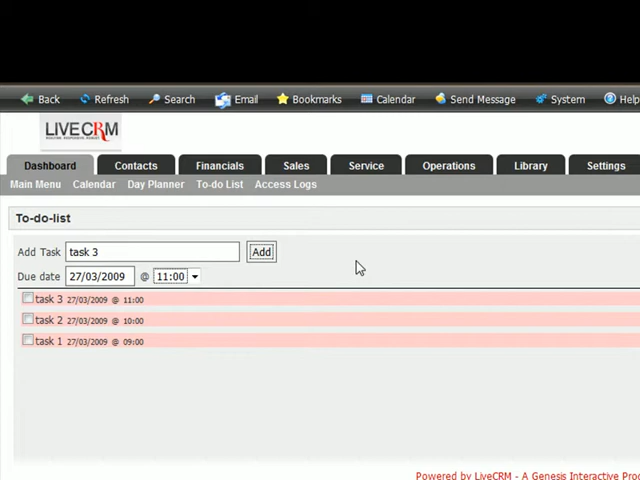 Back Refresh Search Email Bookmarks Calendar Send Message System Help
LIVECRM
Dashboard Contacts Financials Sales Service Operations Library Settings
Main Menu Calendar Day Planner To-do List Access Logs
To-do-list
Add Task task 3 Add
Due date 27/03/2009 @ 11:00
task 3 27/03/2009 @ 11:00
task 2 27/03/2009 @ 10:00
task 1 27/03/2009 @ 09:00
Powered by LiveCRM - A Genesis Interactive Pro